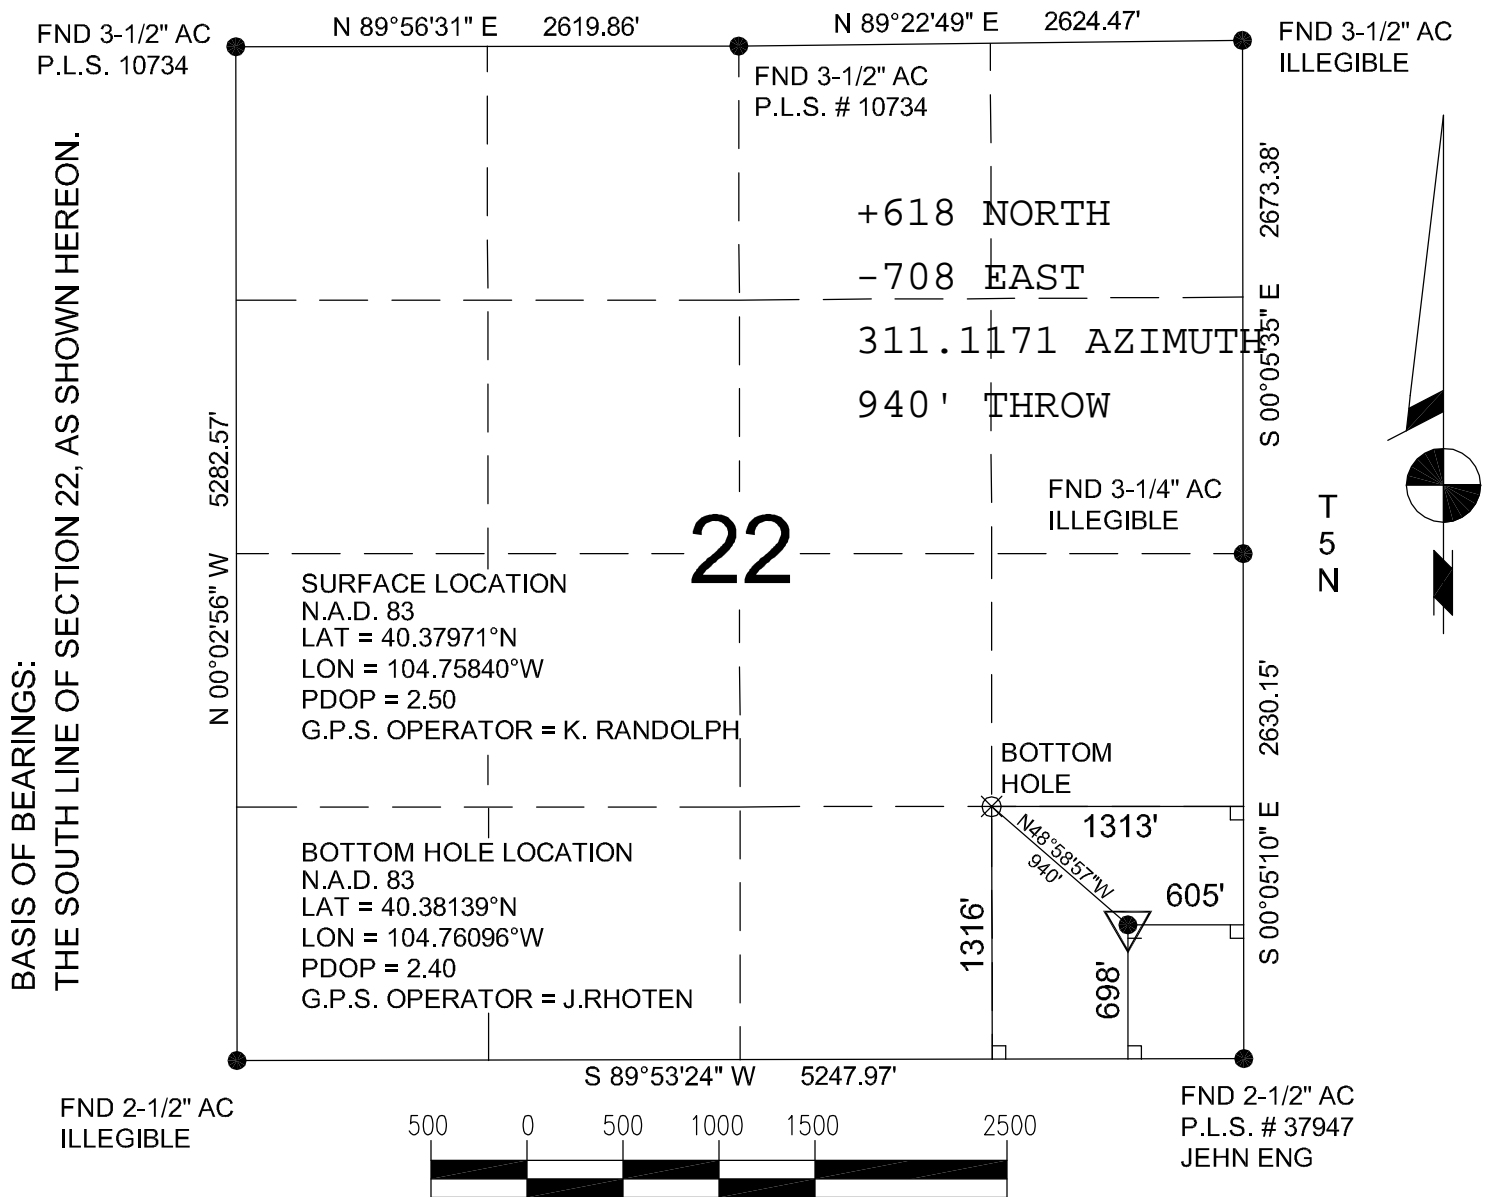 N 89°56'31" E 2619.86'
N 89°22'49" E 2624.47'
FND 3-1/2" AC
P.L.S. 10734
FND 3-1/2" AC
P.L.S. # 10734
FND 3-1/2" AC
ILLEGIBLE
BASIS OF BEARINGS:
THE SOUTH LINE OF SECTION 22, AS SHOWN HEREON.
+618 NORTH
-708 EAST
311.1171 AZIMUTH
940' THROW
S 00°05'35" E 2673.38'
N 00°02'56" W 5282.57'
FND 3-1/4" AC
ILLEGIBLE
T
5
N
22
SURFACE LOCATION
N.A.D. 83
LAT = 40.37971°N
LON = 104.75840°W
PDOP = 2.50
G.P.S. OPERATOR = K. RANDOLPH
S 00°05'10" E 2630.15'
BOTTOM
HOLE
1313'
N48°58'57"W
940'
605'
1316'
698'
BOTTOM HOLE LOCATION
N.A.D. 83
LAT = 40.38139°N
LON = 104.76096°W
PDOP = 2.40
G.P.S. OPERATOR = J.RHOTEN
S 89°53'24" W 5247.97'
FND 2-1/2" AC
ILLEGIBLE
FND 2-1/2" AC
P.L.S. # 37947
JEHN ENG
500 0 500 1000 1500 2500